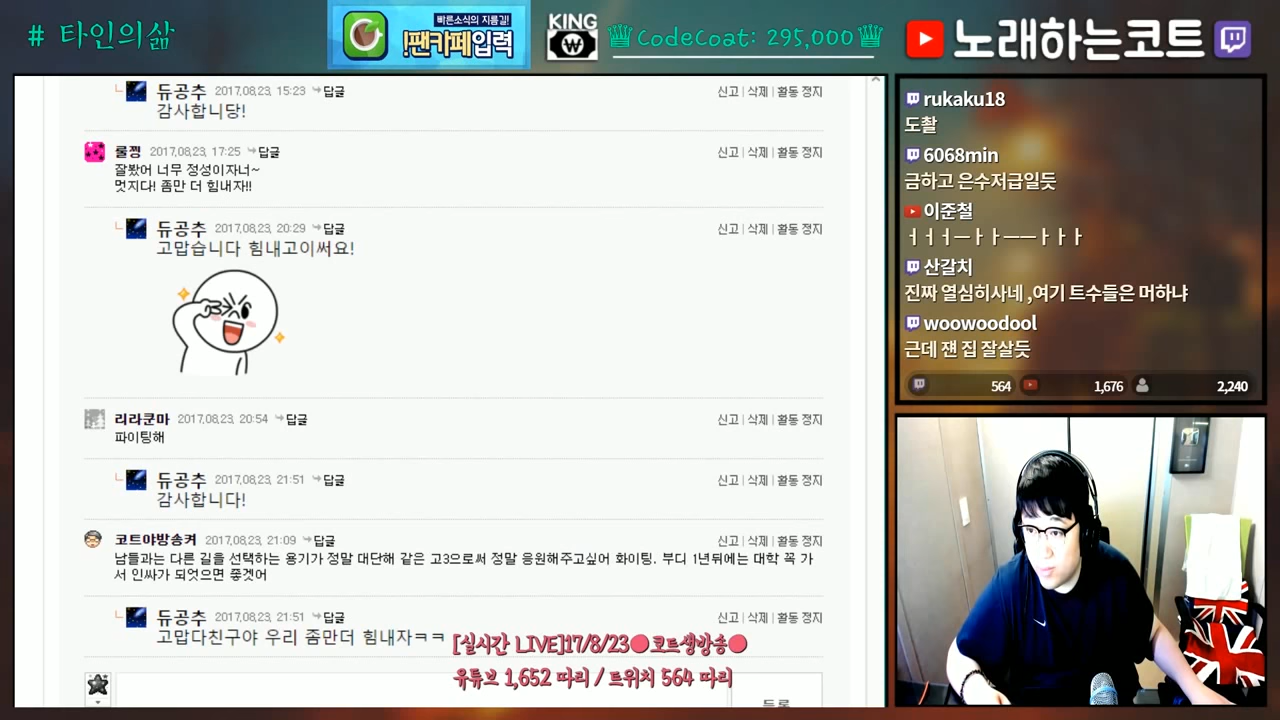 # 타인의삶
빠른소식의 지름길!
!팬카페입력
KING
₩
CodeCoat: 295,000
노래하는코트
듀공추 2017.08.23. 15:23 답글 신고 | 삭제 | 활동 정지
감사합니당!
룰찡 2017.08.23. 17:25 답글 신고 | 삭제 | 활동 정지
잘봤어 너무 정성이자너~
멋지다! 좀만 더 힘내자!!
듀공추 2017.08.23. 20:29 답글 신고 | 삭제 | 활동 정지
고맙습니다 힘내고이써요!
리라쿤마 2017.08.23. 20:54 답글 신고 | 삭제 | 활동 정지
파이팅해
듀공추 2017.08.23. 21:51 답글 신고 | 삭제 | 활동 정지
감사합니다!
코트야방송켜 2017.08.23. 21:09 답글 신고 | 삭제 | 활동 정지
남들과는 다른 길을 선택하는 용기가 정말 대단해 같은 고3으로써 정말 응원해주고싶어 화이팅. 부디 1년뒤에는 대학 꼭 가
서 인싸가 되엇으면 좋겟어
듀공추 2017.08.23. 21:51 답글 신고 | 삭제 | 활동 정지
고맙다친구야 우리 좀만더 힘내자ㅋㅋ
[실시간 LIVE]17/8/23🔴코트생방송🔴
유튜브 1,652 따리 / 트위치 564 따리
등록
rukaku18
도촬
6068min
금하고 은수저급일듯
이준철
ㅓㅓㅓㅡㅏㅏㅡㅡㅏㅏㅏ
산갈치
진짜 열심히사네 ,여기 트수들은 머하냐
woowoodool
근데 쟨 집 잘살듯
564 1,676 2,240